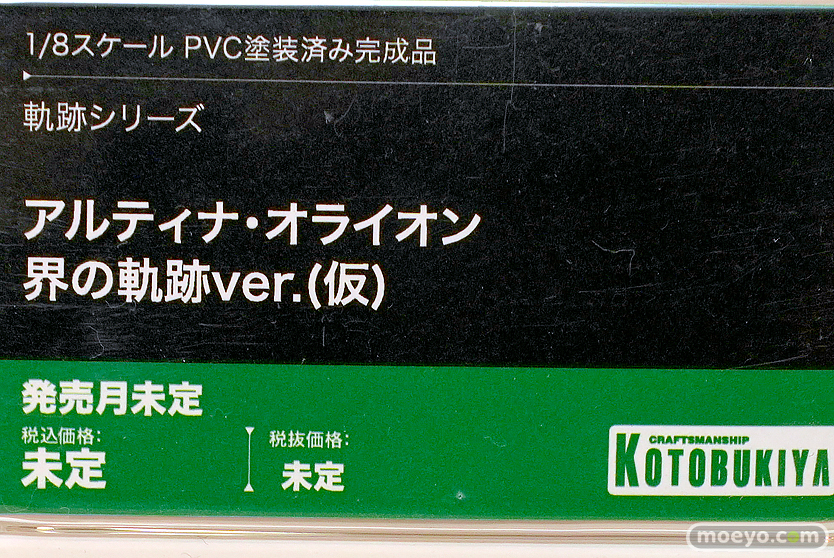 1/8スケール PVC塗装済み完成品
軌跡シリーズ
アルティナ・オライオン
界の軌跡ver.(仮)
発売月未定
税込価格:
未定
税抜価格:
未定
CRAFTSMANSHIP
KOTOBUKIYA
moeyo.com